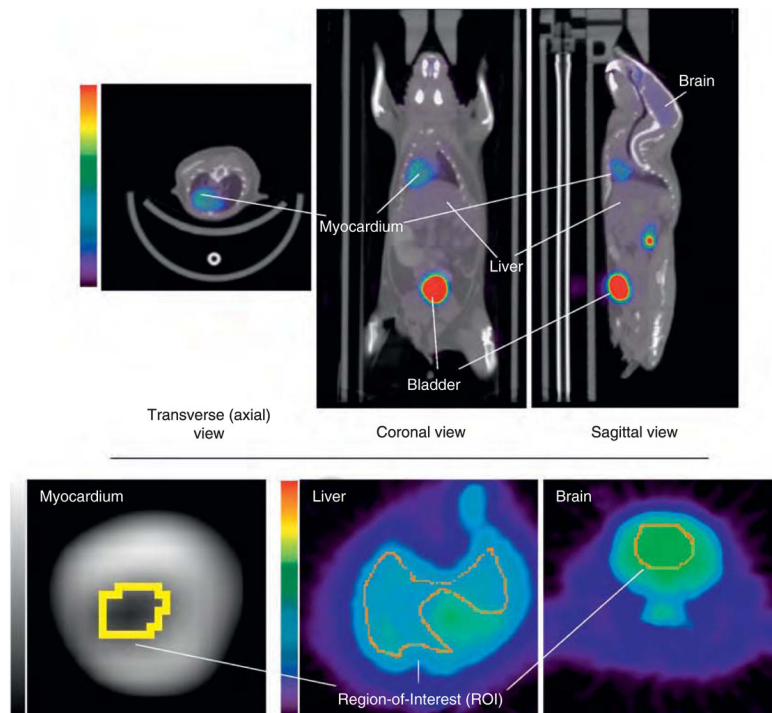 Brain
Myocardium
Liver
Bladder
Transverse (axial)
view
Coronal view
Sagittal view
Myocardium
Liver
Brain
Region-of-Interest (ROI)